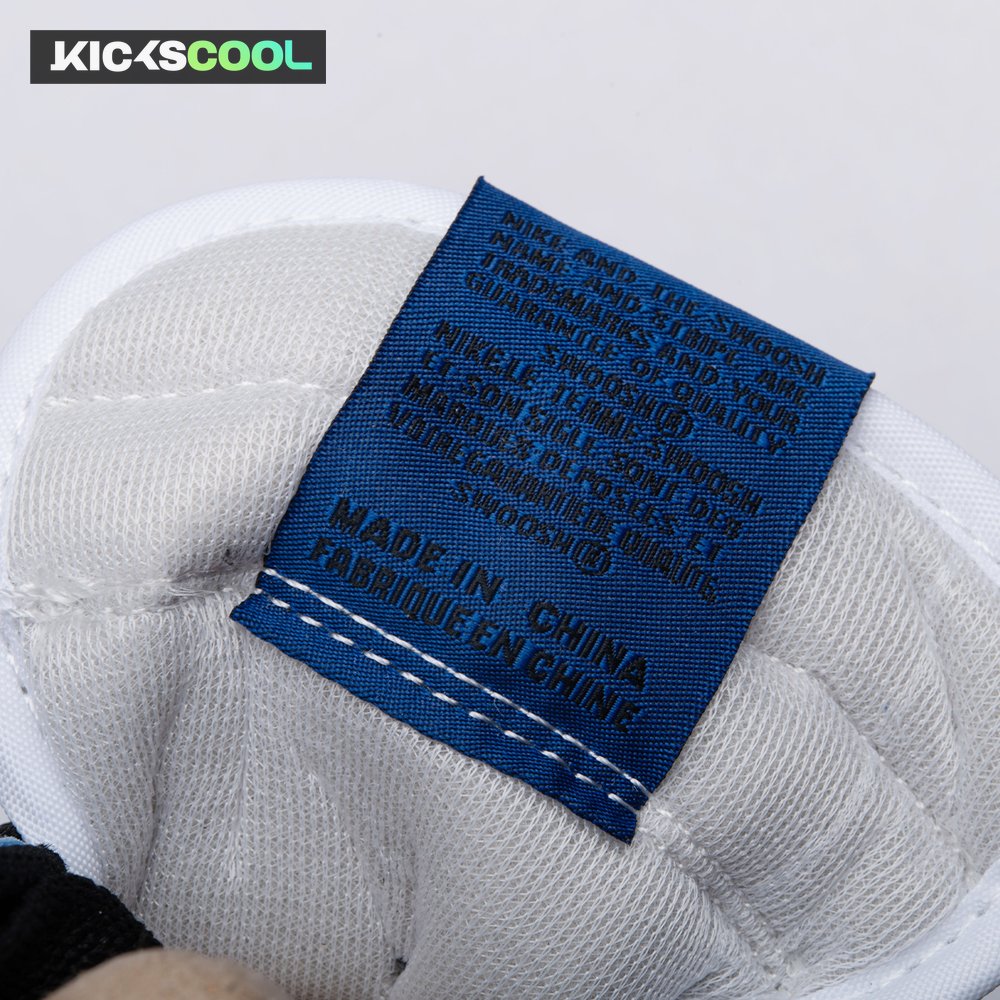 KICKSCOOL
NIKE AND THE SWOOSH
NAME AND STRIPE ARE
TRADEMARKS AND YOUR
GUARANTEE OF QUALITY
SWOOSH®
NIKE.LE TERME SWOOSH
ET SON SIGLE SONT DES
MARQUES DEPOSEES ET
GARANTIE DE QUALITE.
SWOOSH®
MADE IN CHINA
FABRIQUE EN CHINE